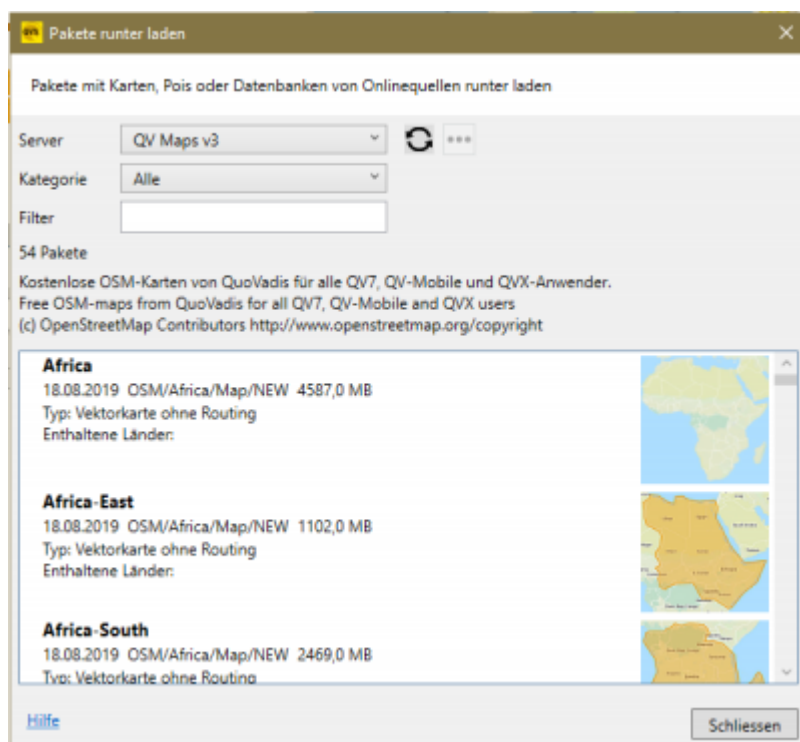 Pakete runter laden
Pakete mit Karten, Pois oder Datenbanken von Onlinequellen runter laden
Server QV Maps v3
Kategorie Alle
Filter
54 Pakete
Kostenlose OSM-Karten von QuoVadis für alle QV7, QV-Mobile und QVX-Anwender.
Free OSM-maps from QuoVadis for all QV7, QV-Mobile and QVX users
(c) OpenStreetMap Contributors http://www.openstreetmap.org/copyright
Africa
18.08.2019 OSM/Africa/Map/NEW 4587,0 MB
Typ: Vektorkarte ohne Routing
Enthaltene Länder:
Africa-East
18.08.2019 OSM/Africa/Map/NEW 1102,0 MB
Typ: Vektorkarte ohne Routing
Enthaltene Länder:
Africa-South
18.08.2019 OSM/Africa/Map/NEW 2469,0 MB
Typ: Vektorkarte ohne Routing
Hilfe
Schliessen